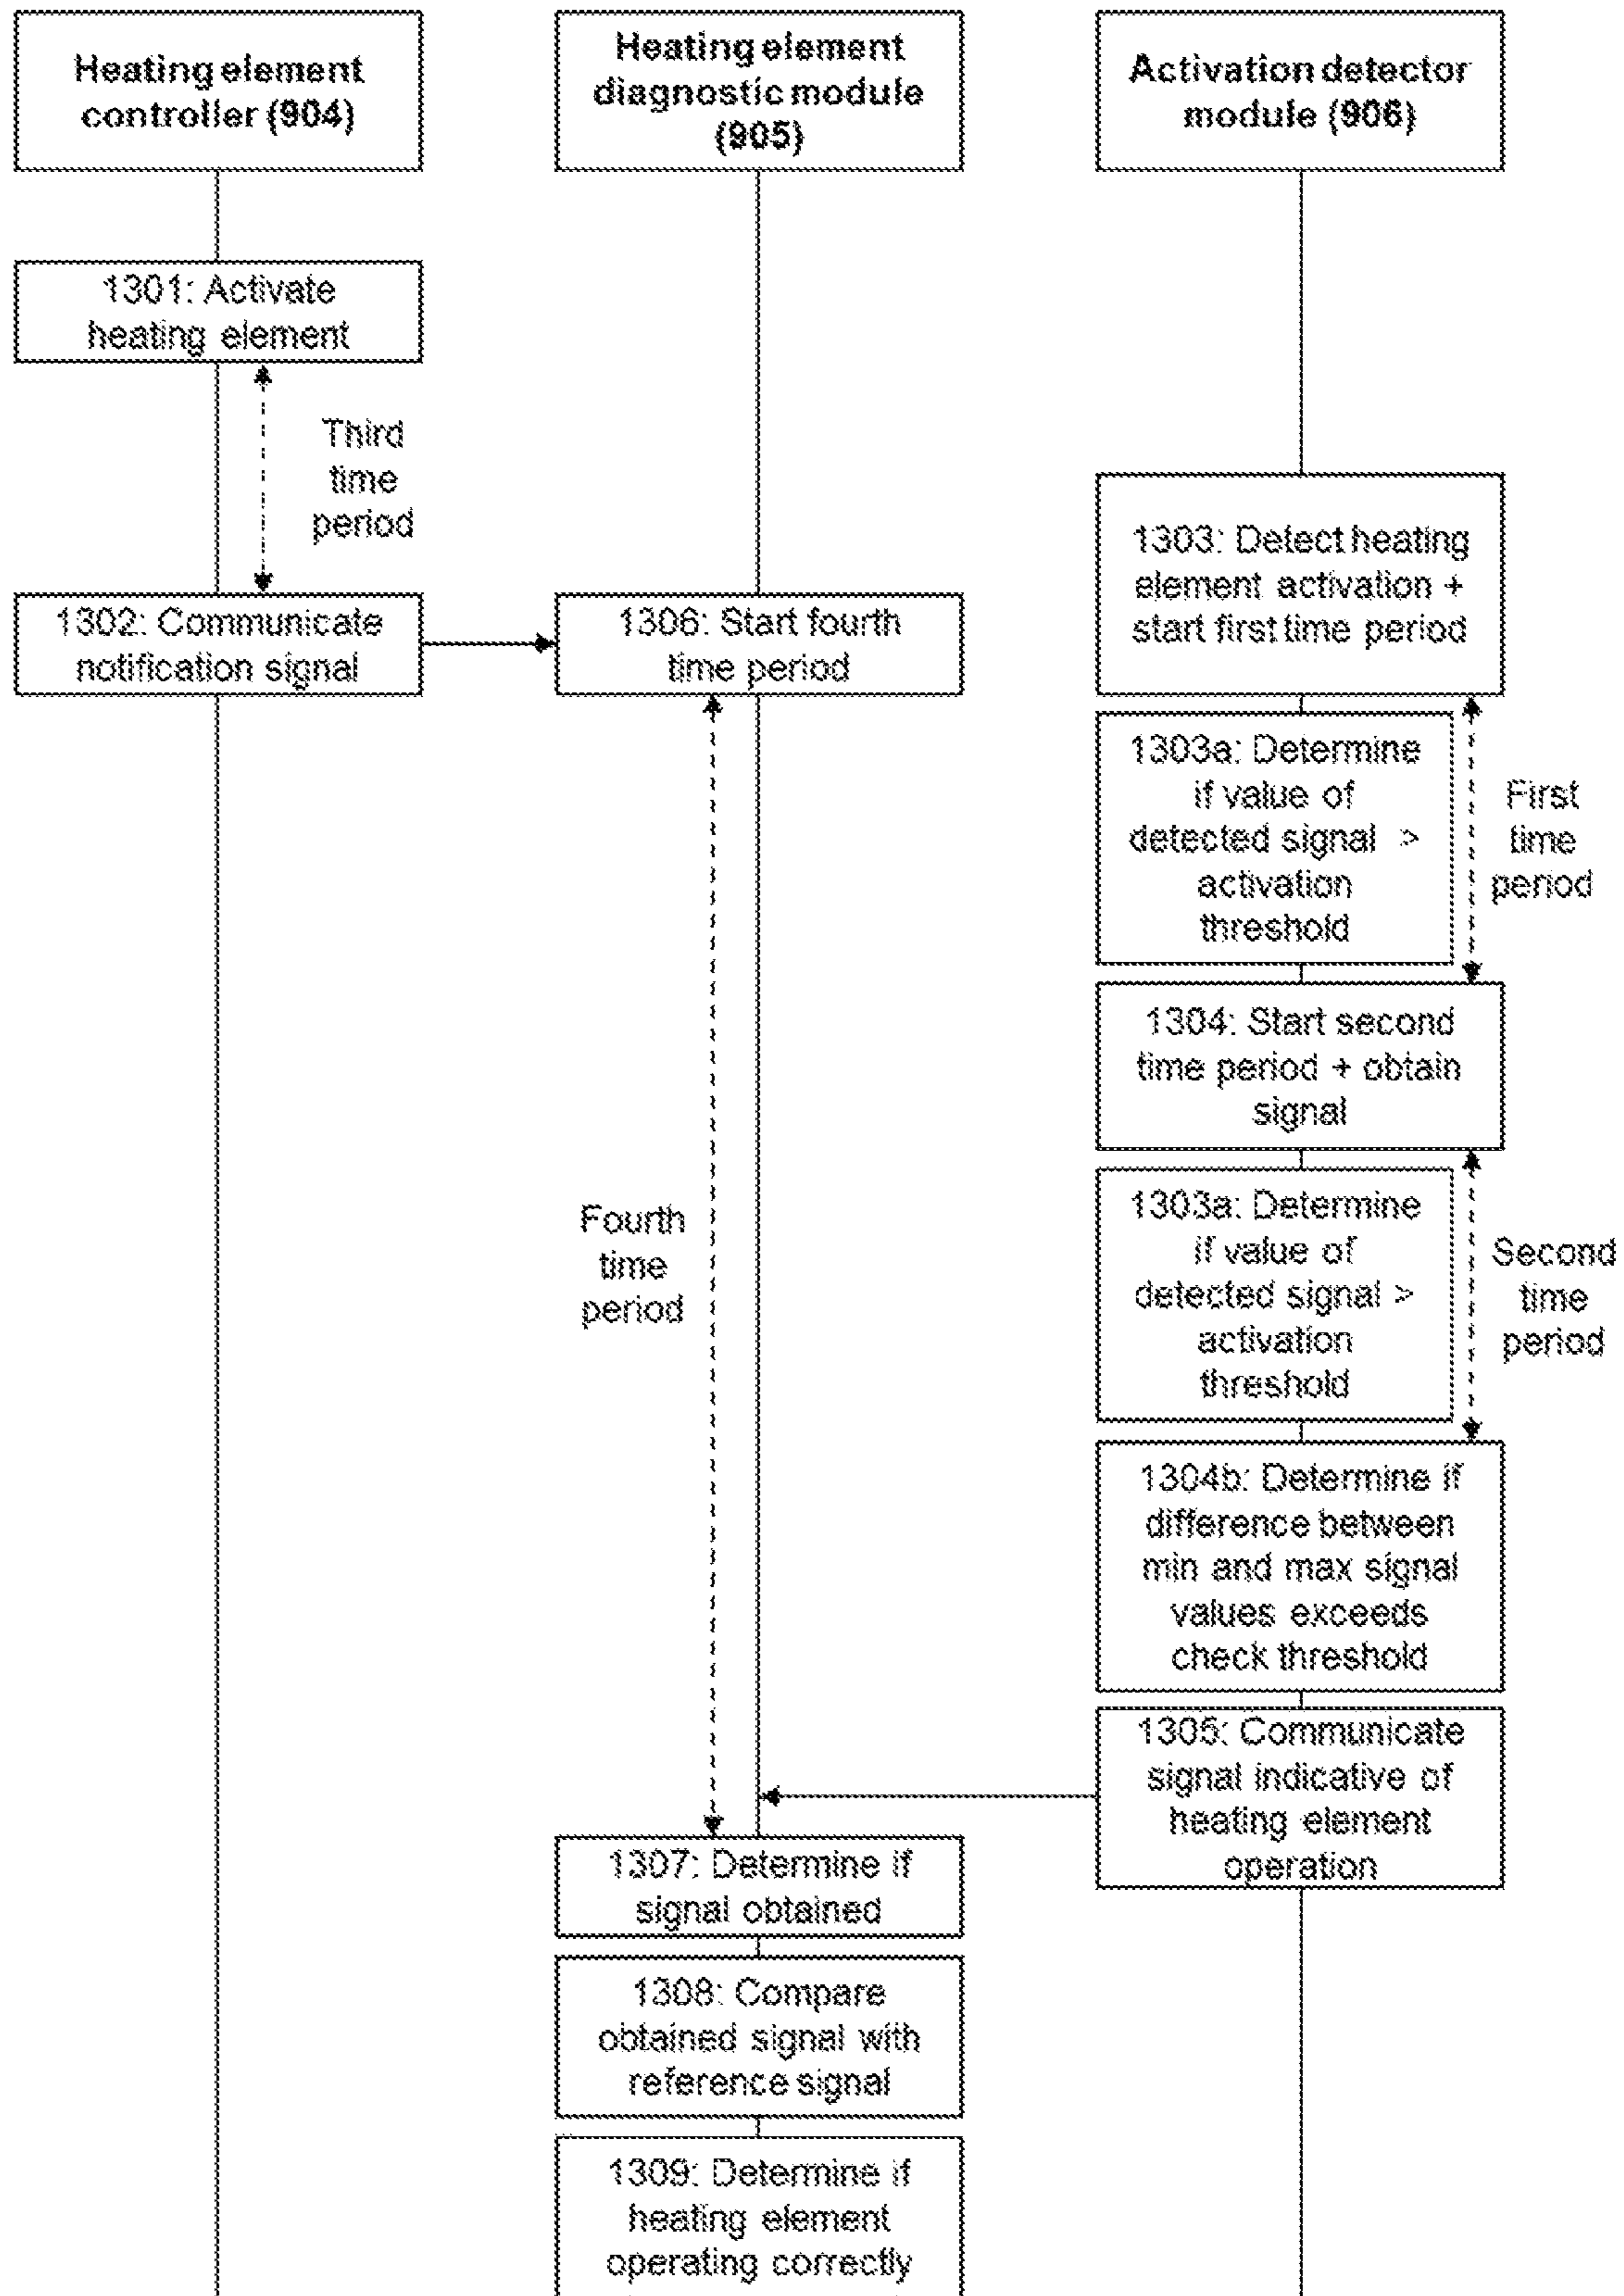 Heating element
controller (904)
Heating element
diagnostic module
(905)
Activation detector
module (906)
1301: Activate
heating element
Third
time
period
1302: Communicate
notification signal
1306: Start fourth
time period
1303: Detect heating
element activation +
start first time period
1303a: Determine
if value of
detected signal >
activation
threshold
First
time
period
1304: Start second
time period + obtain
signal
Fourth
time
period
1303a: Determine
if value of
detected signal >
activation
threshold
Second
time
period
1304b: Determine if
difference between
min and max signal
values exceeds
check threshold
1305: Communicate
signal indicative of
heating element
operation
1307: Determine if
signal obtained
1308: Compare
obtained signal with
reference signal
1309: Determine if
heating element
operating correctly